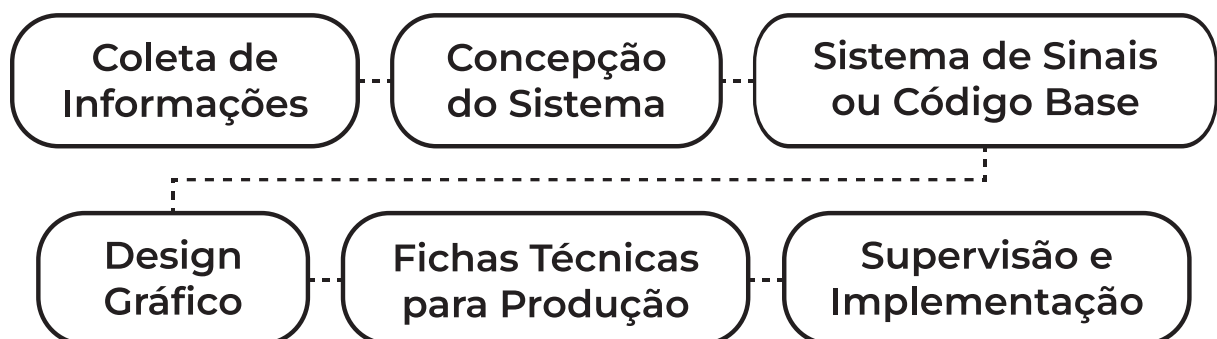 Coleta de
Informações
Concepção
do Sistema
Sistema de Sinais
ou Código Base
Design
Gráfico
Fichas Técnicas
para Produção
Supervisão e
Implementação